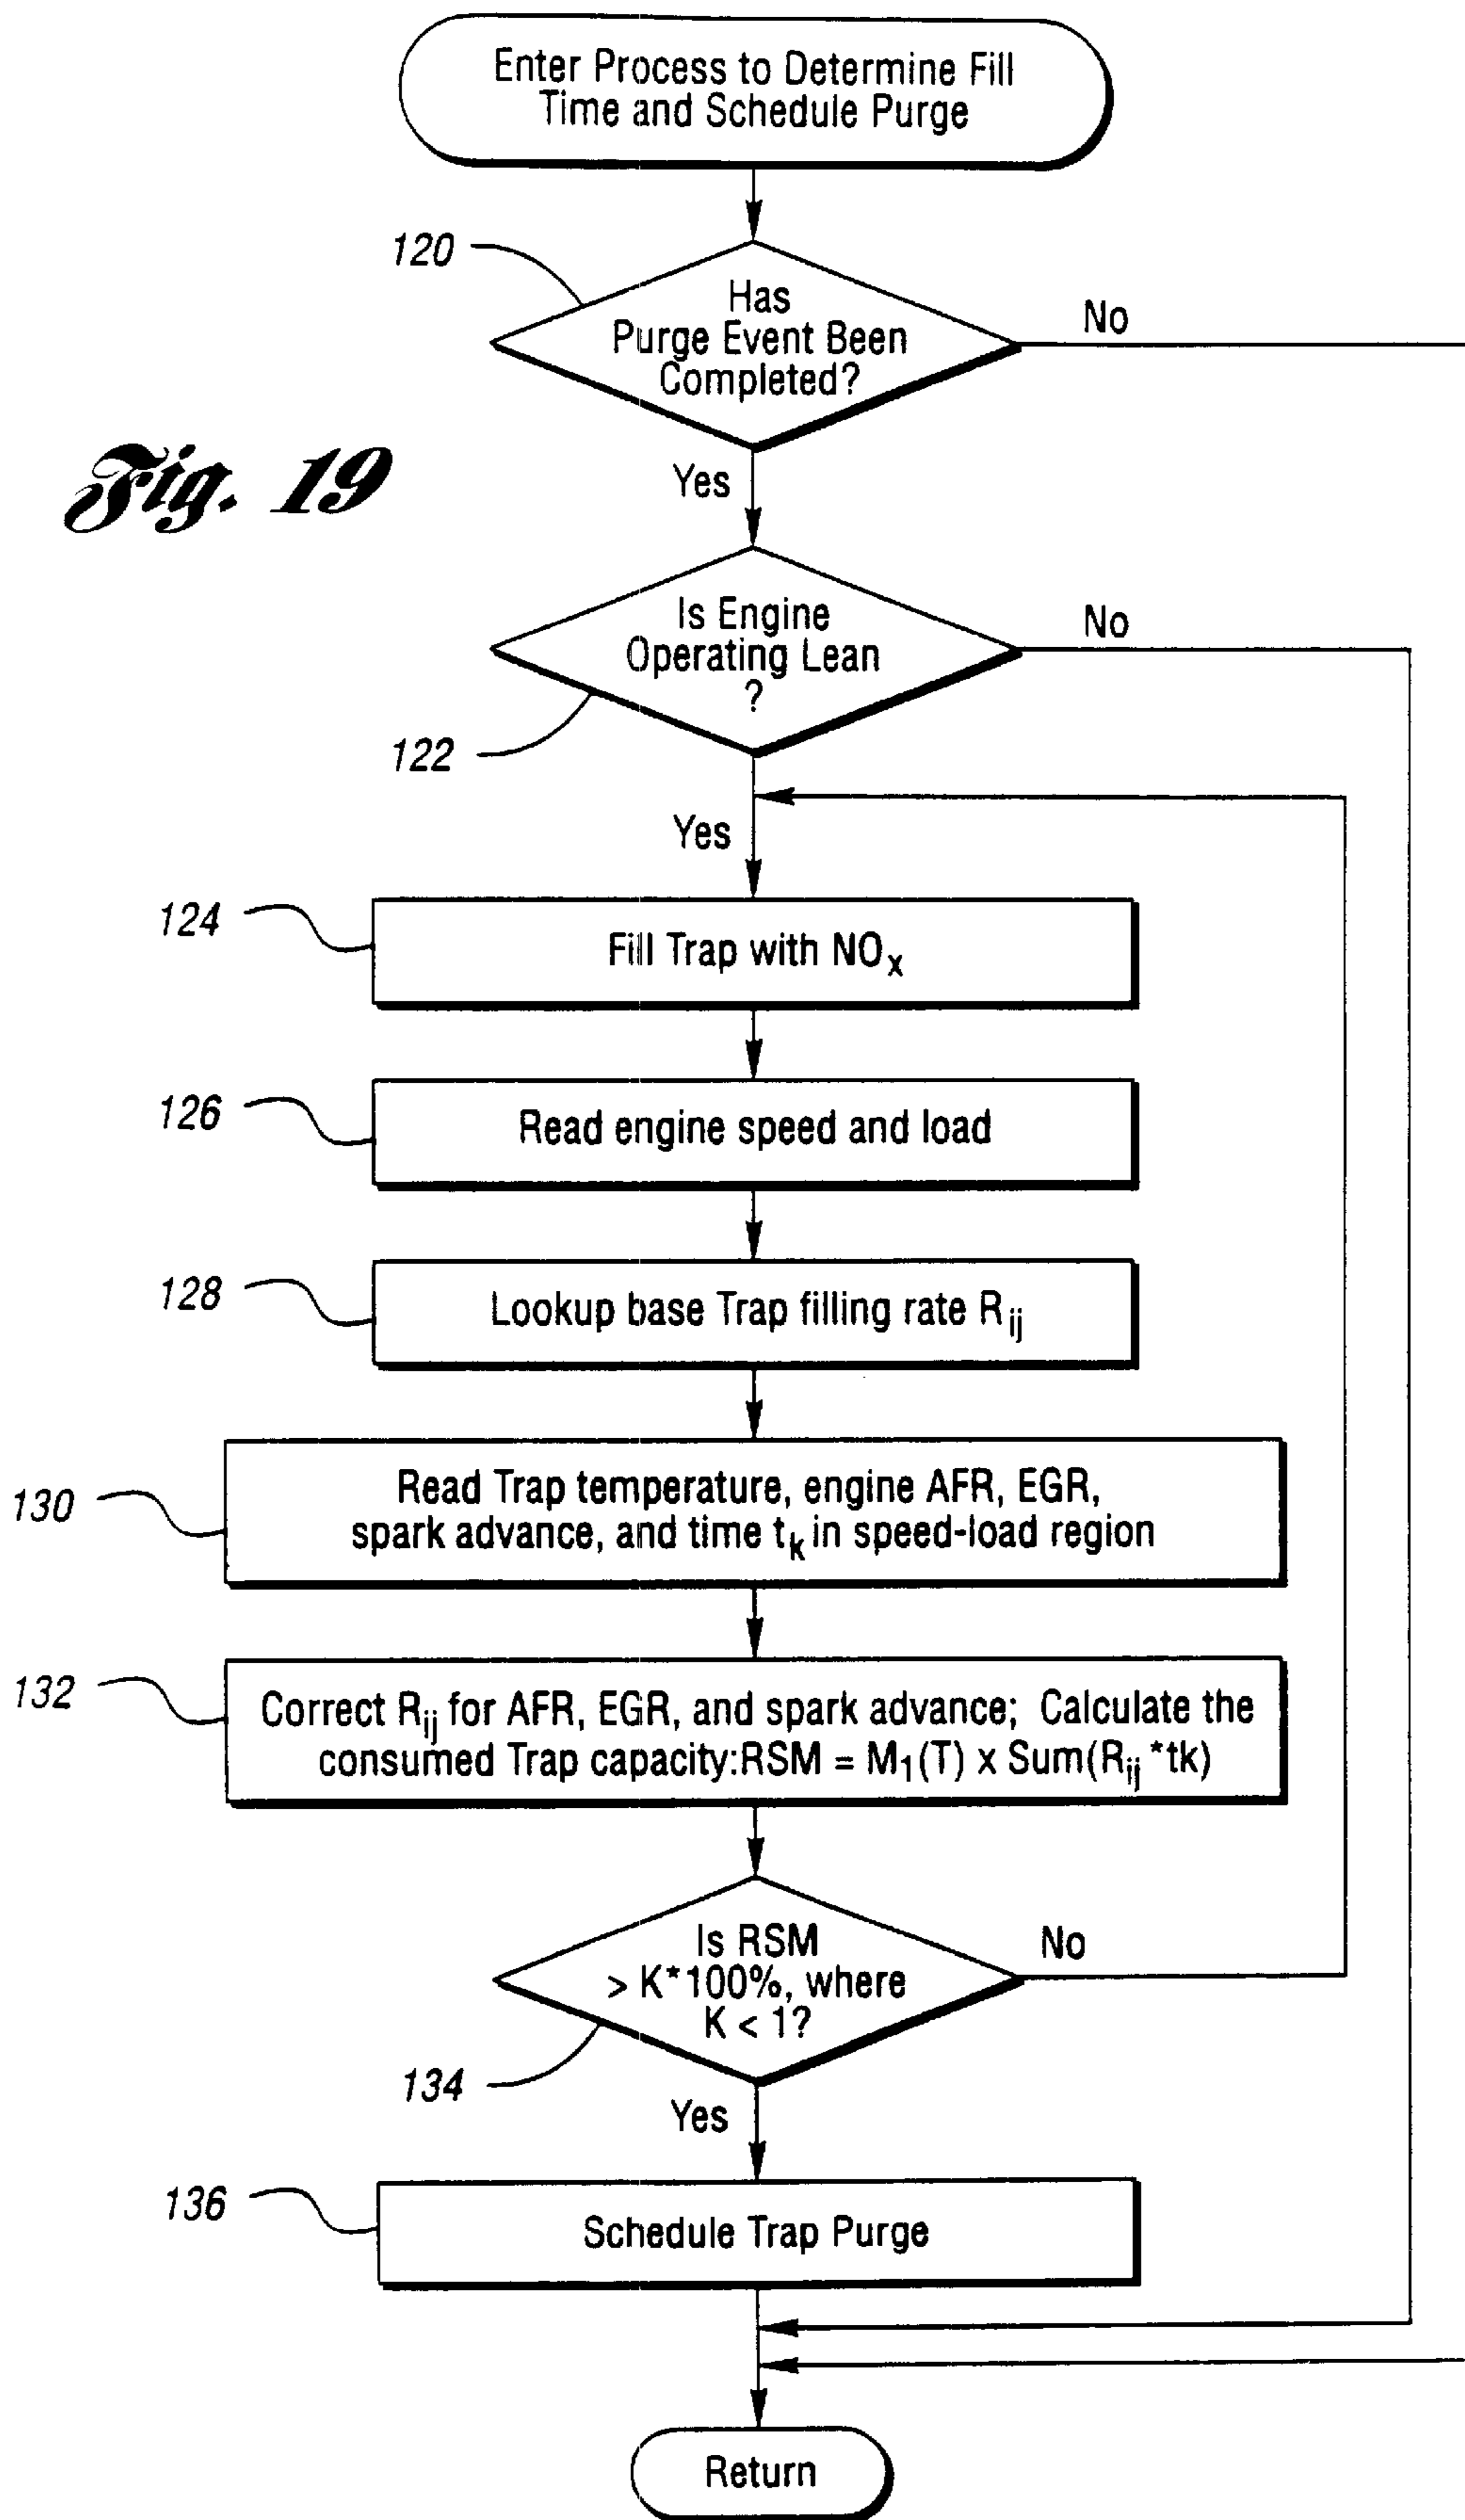 Enter Process to Determine Fill
Time and Schedule Purge
120
Has
Purge Event Been
Completed?
No
Fig. 19
Yes
Is Engine
Operating Lean
?
No
122
Yes
124
Fill Trap with NOx
126
Read engine speed and load
128
Lookup base Trap filling rate Rij
130
Read Trap temperature, engine AFR, EGR,
spark advance, and time tk in speed-load region
132
Correct Rij for AFR, EGR, and spark advance; Calculate the
consumed Trap capacity:RSM = M1(T) x Sum(Rij*tk)
Is RSM
> K*100%, where
K < 1?
No
134
Yes
136
Schedule Trap Purge
Return